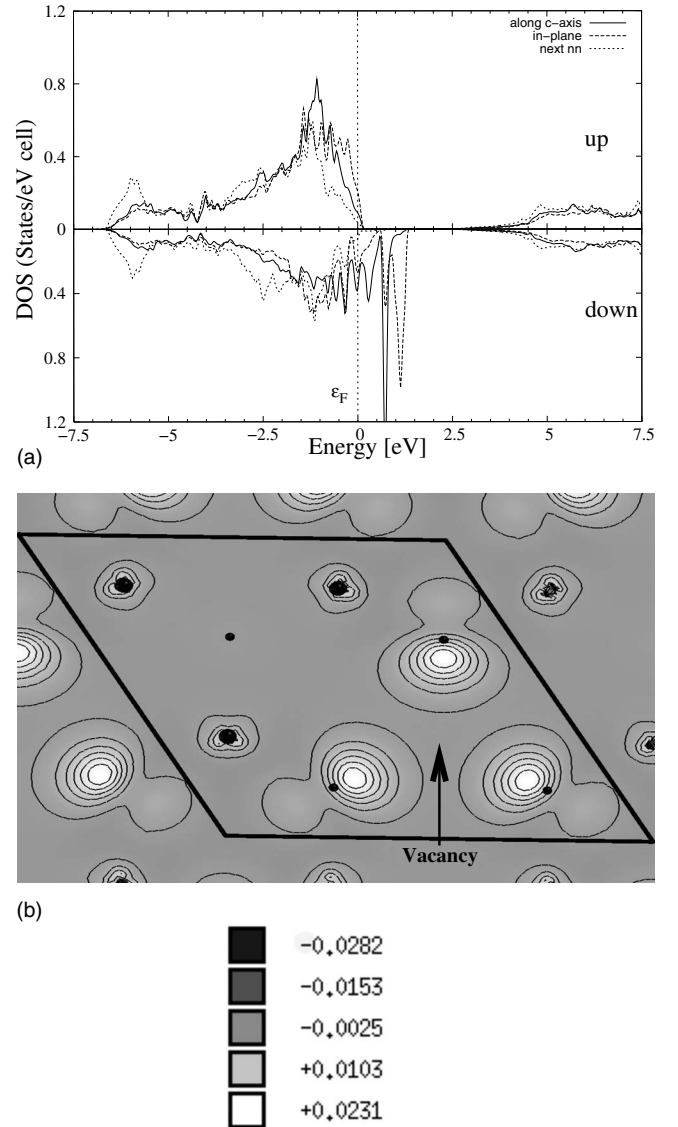 1.2
along c-axis
in-plane
next nn
0.8
up
0.4
0
DOS (States/eV cell)
0.4
down
0.8
εF
1.2
−7.5 −5 −2.5 0 2.5 5 7.5
Energy [eV]
(a)
Vacancy
(b)
−0.0282
−0.0153
−0.0025
+0.0103
+0.0231